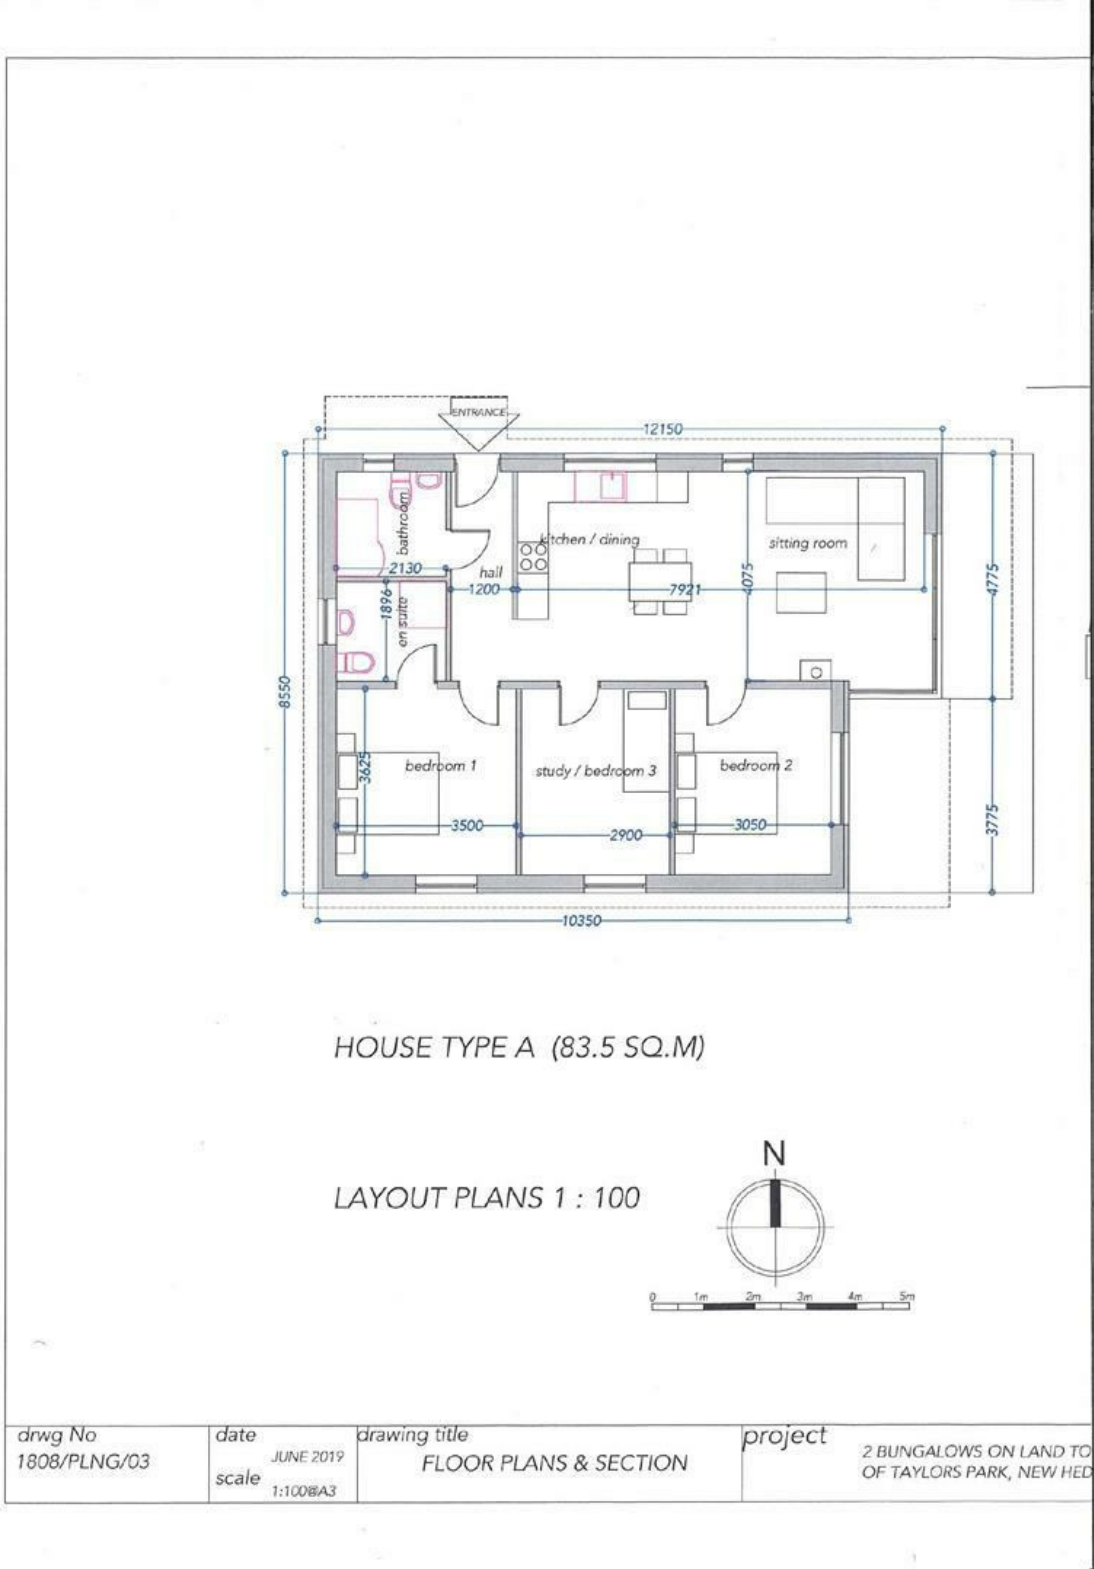 ENTRANCE
12150
bathroom
kitchen / dining
sitting room
hall
2130
1200
7921
4075
4775
1896
en suite
8550
bedroom 1
study / bedroom 3
bedroom 2
3625
3500
2900
3050
3775
10350
HOUSE TYPE A (83.5 SQ.M)
N
LAYOUT PLANS 1 : 100
0 1m 2m 3m 4m 5m
drwg No
1808/PLNG/03
date
JUNE 2019
scale
1:100@A3
drawing title
FLOOR PLANS & SECTION
project
2 BUNGALOWS ON LAND TO
OF TAYLORS PARK, NEW HED